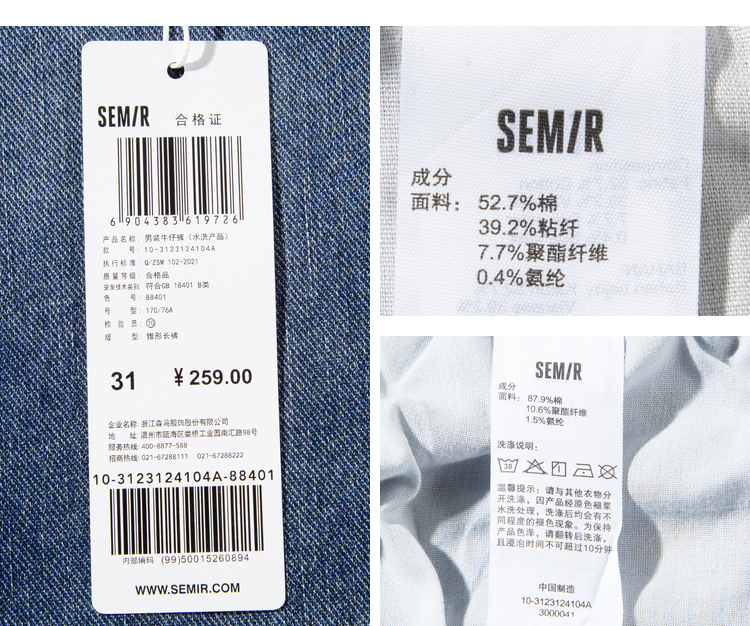 SEM/R 合格证
6 904383 619726
产品名称: 男装牛仔裤（水洗产品）
款 号: 10-3123124104A
执行标准: Q/ZSM 102-2021
质量等级: 合格品
安全技术类别: 符合GB 18401 B类
色 号: 88401
号 型: 170/76A
检 验 员: ⑩
版 型: 锥形长裤
31 ¥259.00
企业名称: 浙江森马服饰股份有限公司
地 址: 温州市瓯海区娄桥工业园南汇路98号
服务热线: 400-8877-588
招商热线: 021-67288111 021-67288222
10-3123124104A-88401
内部编码 (99)50015260894
WWW.SEMIR.COM
SEM/R
成分
面料: 52.7%棉
39.2%粘纤
7.7%聚酯纤维
0.4%氨纶
SEM/R
成分
面料: 87.9%棉
10.6%聚酯纤维
1.5%氨纶
洗涤说明:
30
温馨提示: 请与其他衣物分
开洗涤, 因产品经原色褪浆
水洗处理, 洗涤后均会有不
同程度的褪色现象。为保持
产品色泽, 请翻转后洗涤,
且浸泡时间不可超过10分钟
中国制造
10-3123124104A
3000041